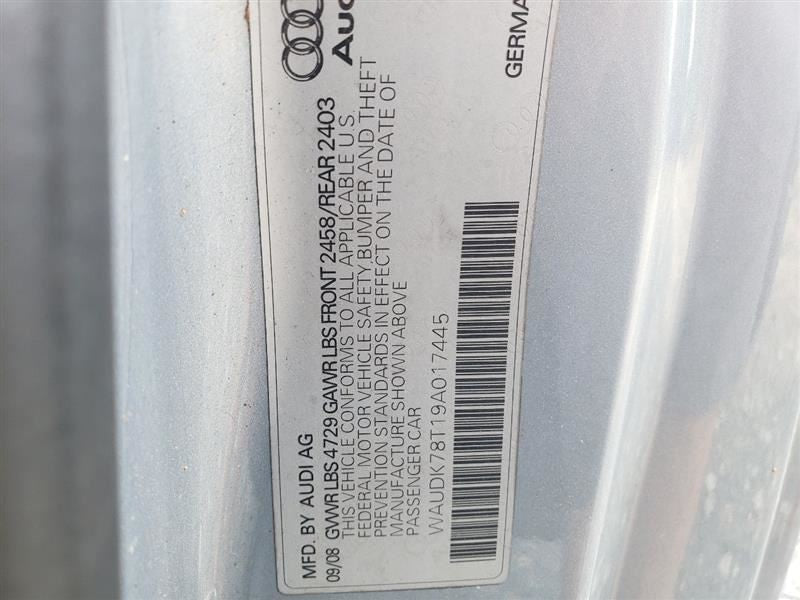 Aud
GERMA
MFD. BY AUDI AG
09/08 GVWR LBS 4729 GAWR LBS FRONT 2458/REAR 2403
THIS VEHICLE CONFORMS TO ALL APPLICABLE U.S.
FEDERAL MOTOR VEHICLE SAFETY, BUMPER AND THEFT
PREVENTION STANDARDS IN EFFECT ON THE DATE OF
MANUFACTURE SHOWN ABOVE
PASSENGER CAR
WAUDK78T19A017445